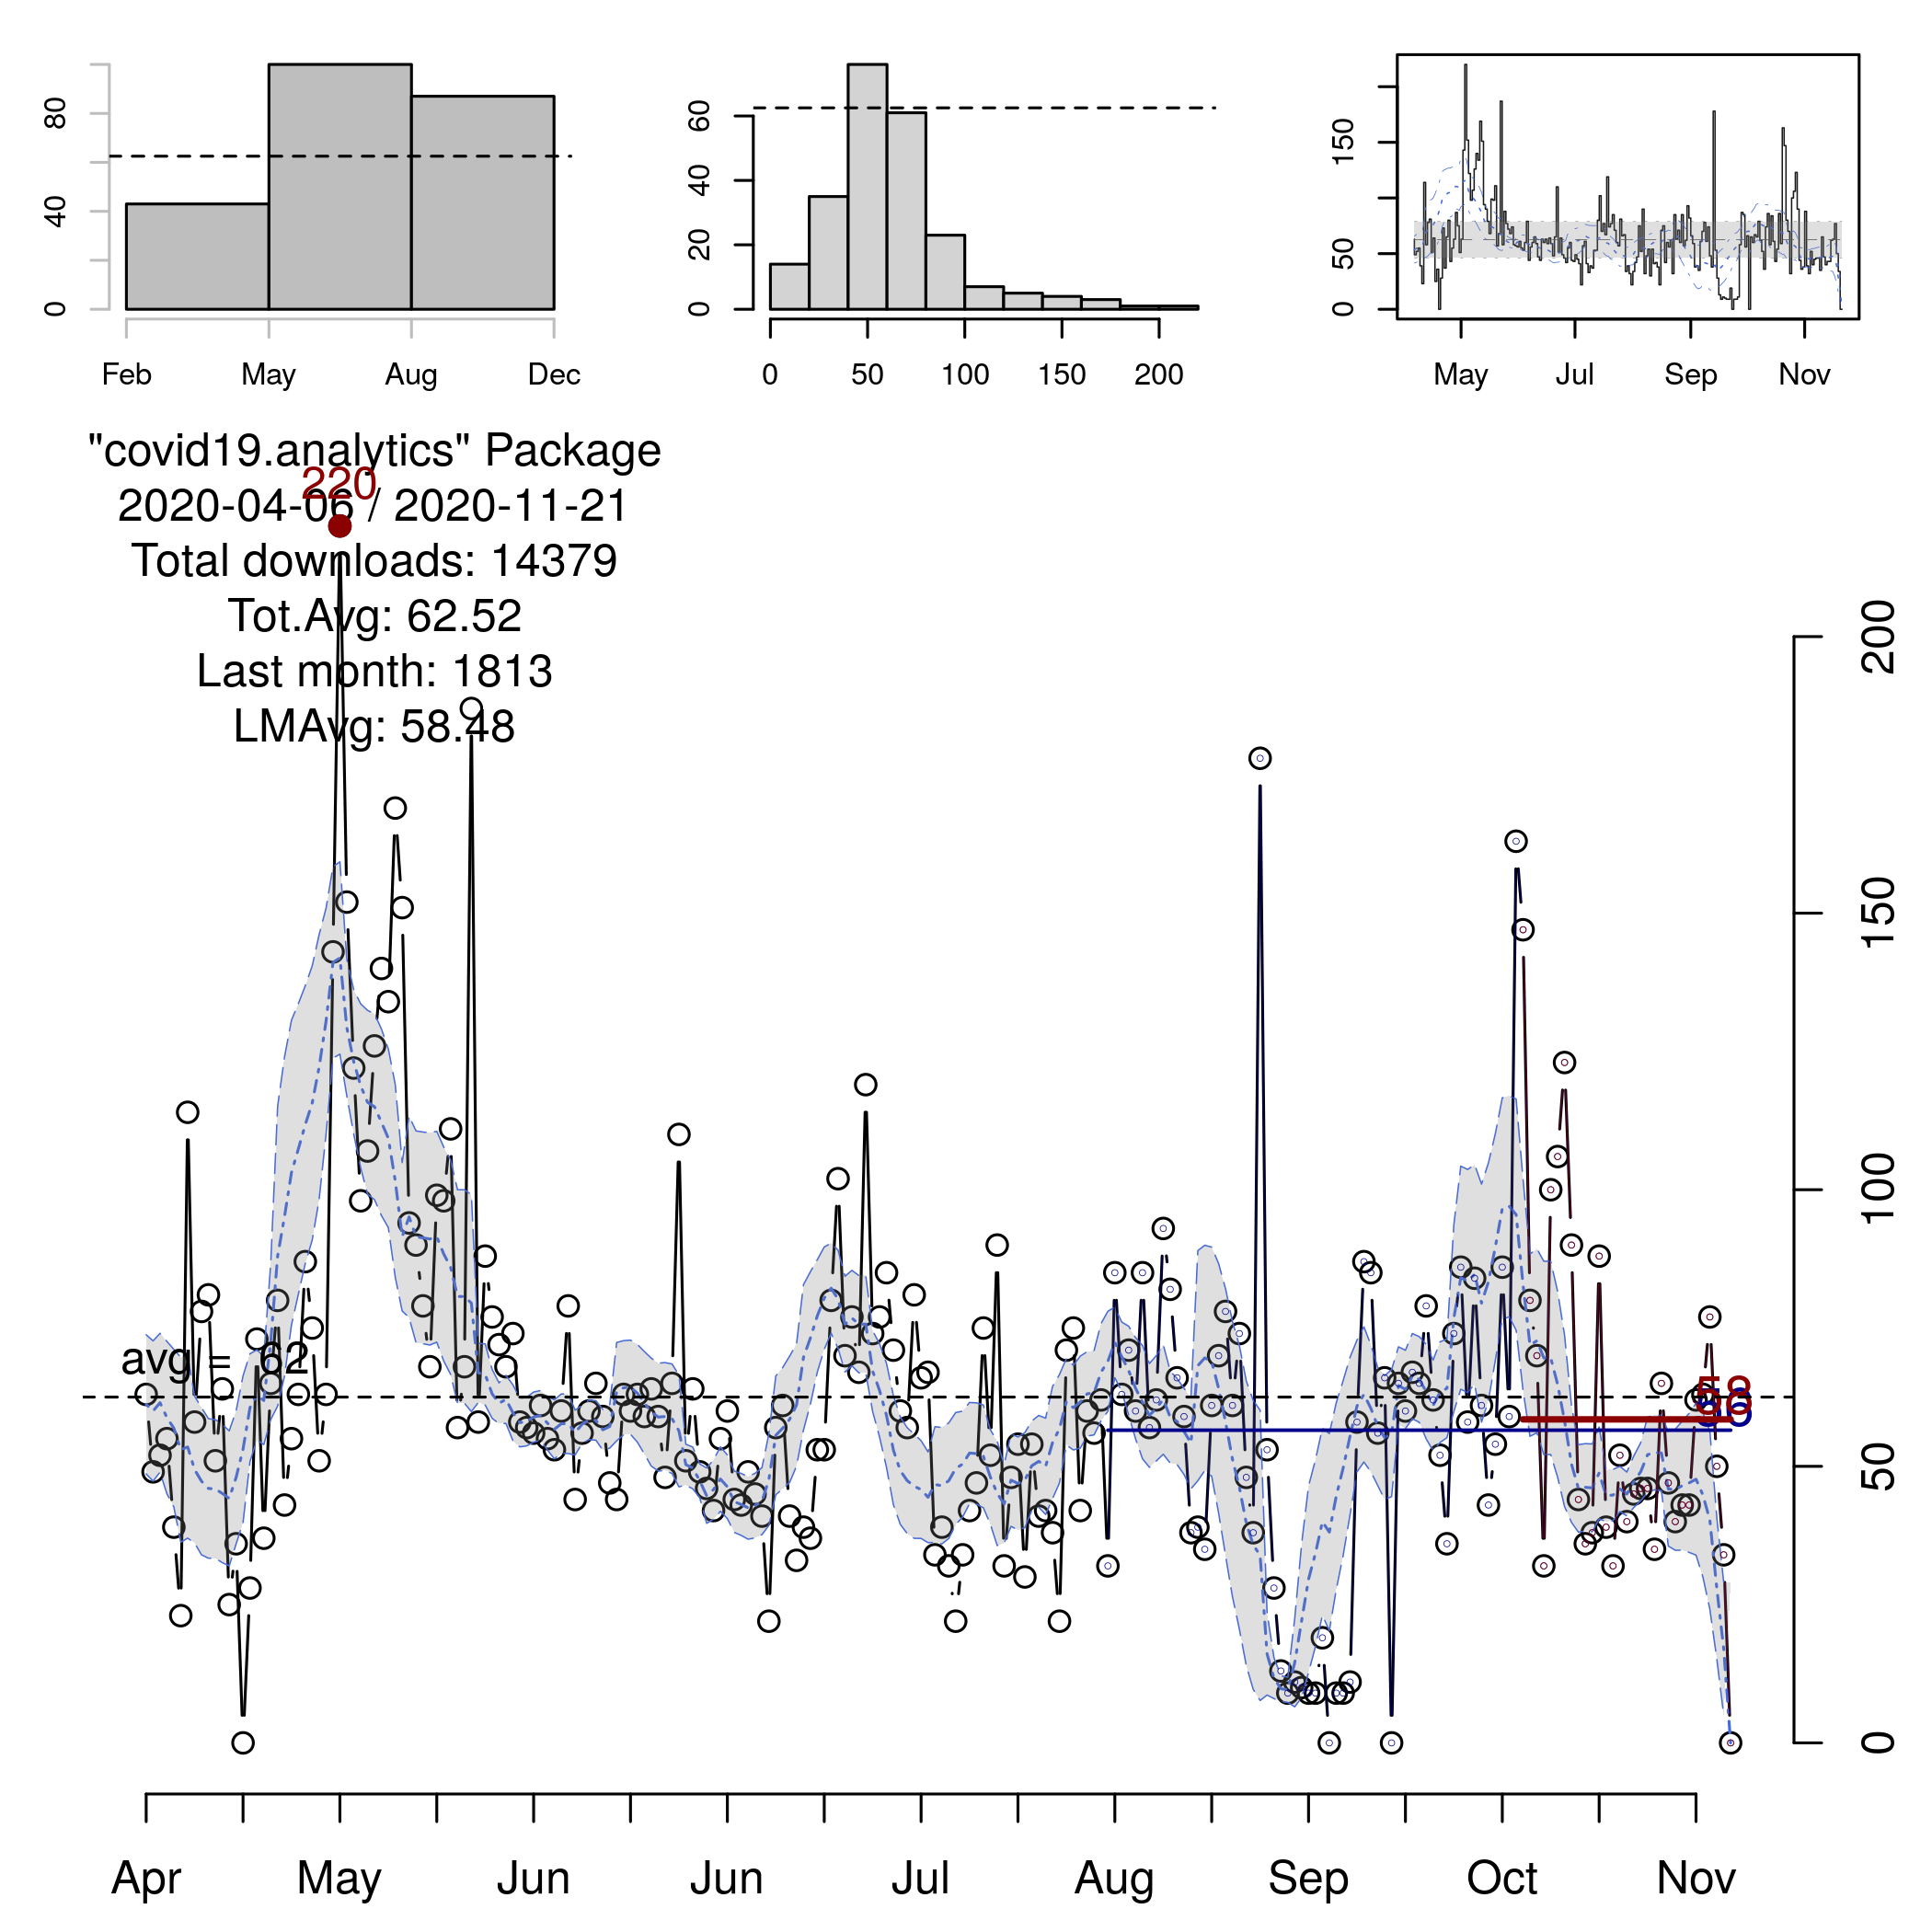 80
40
0
Feb May Aug Dec
60
40
20
0
0 50 100 150 200
150
50
0
May Jul Sep Nov
"covid19.analytics" Package
220
2020-04-06 / 2020-11-21
Total downloads: 14379
Tot.Avg: 62.52
Last month: 1813
LMAvg: 58.48
avg = 62
58
200
150
100
50
0
Apr May Jun Jun Jul Aug Sep Oct Nov